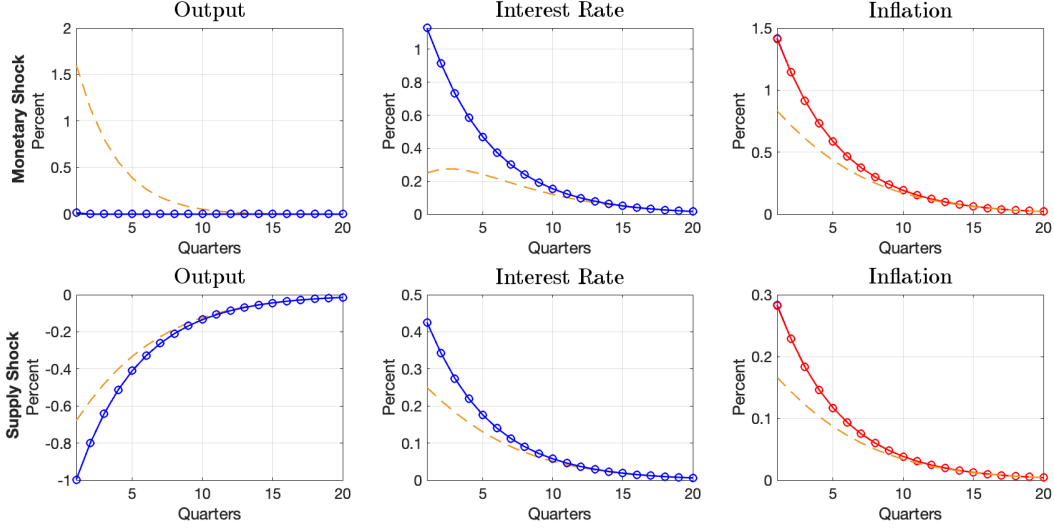 Output
Interest Rate
Inflation
Monetary Shock
Percent
2
1.5
1
0.5
0
5 10 15 20
Quarters
Percent
1
0.8
0.6
0.4
0.2
0
5 10 15 20
Quarters
Percent
1.5
1
0.5
0
5 10 15 20
Quarters
Output
Interest Rate
Inflation
Supply Shock
Percent
0
-0.2
-0.4
-0.6
-0.8
-1
5 10 15 20
Quarters
Percent
0.5
0.4
0.3
0.2
0.1
0
5 10 15 20
Quarters
Percent
0.3
0.2
0.1
0
5 10 15 20
Quarters